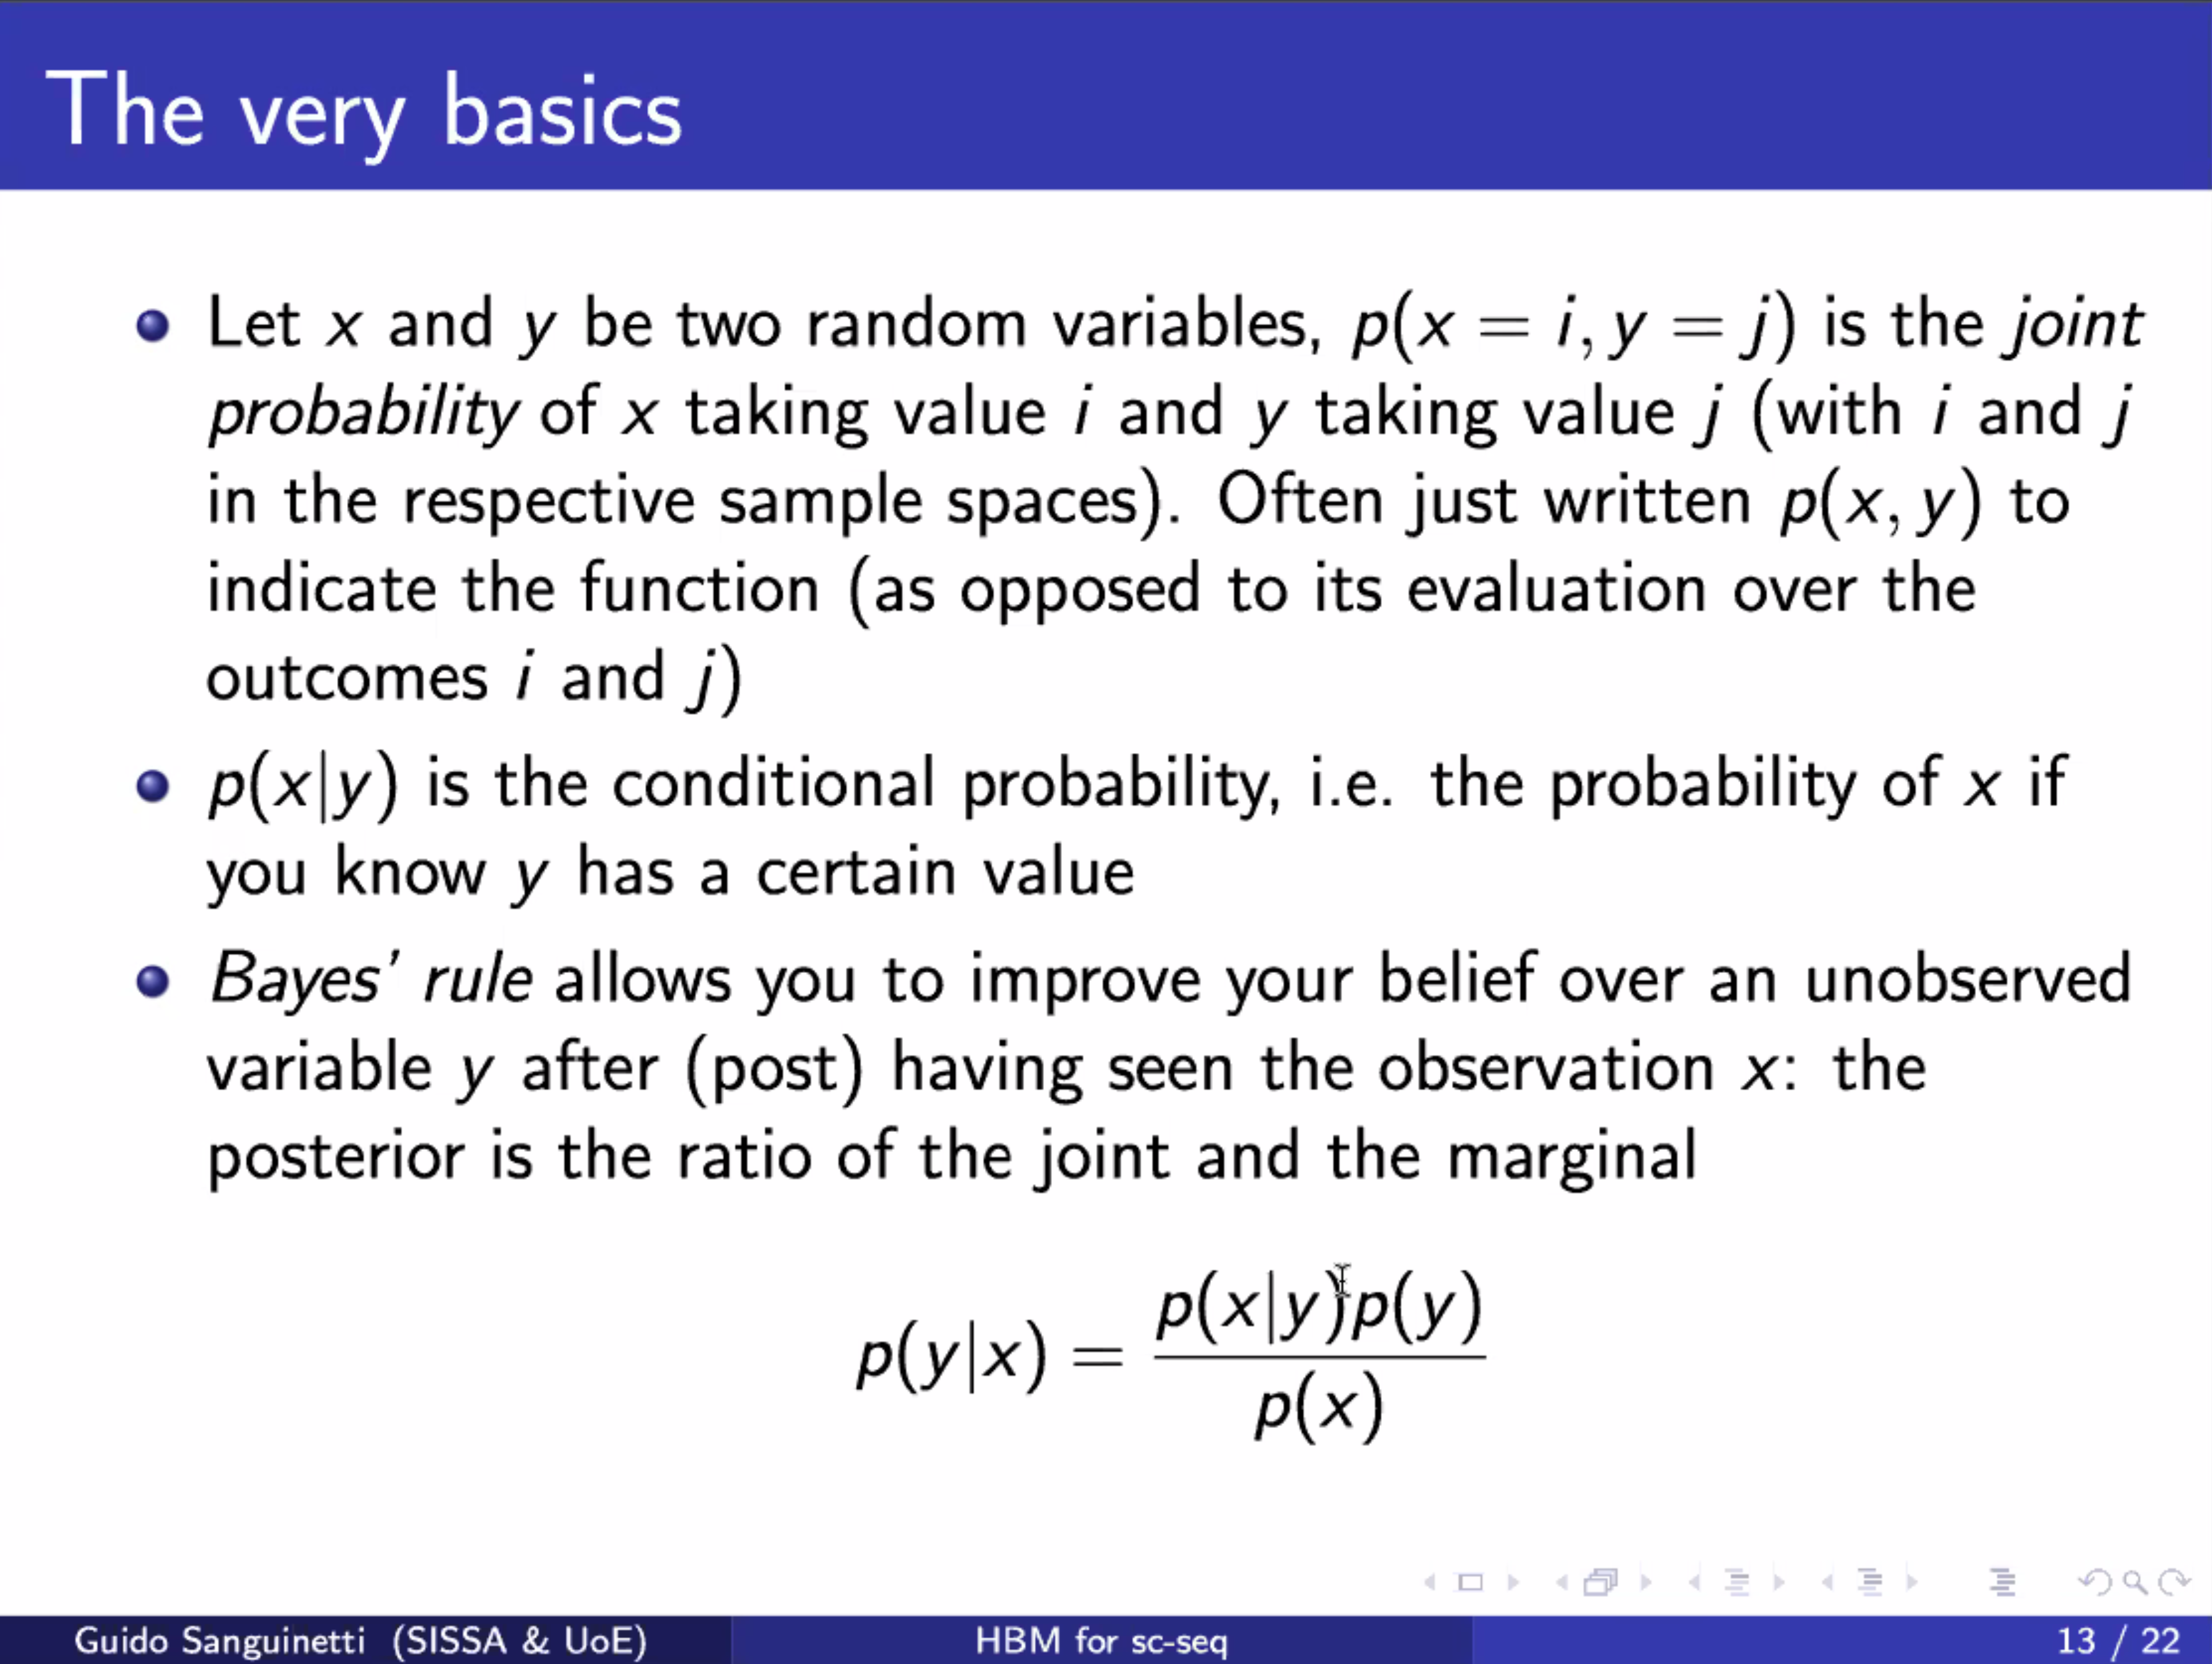 The very basics
Let x and y be two random variables, p(x = i, y = j) is the joint
probability of x taking value i and y taking value j (with i and j
in the respective sample spaces). Often just written p(x, y) to
indicate the function (as opposed to its evaluation over the
outcomes i and j)
p(x|y) is the conditional probability, i.e. the probability of x if
you know y has a certain value
Bayes' rule allows you to improve your belief over an unobserved
variable y after (post) having seen the observation x: the
posterior is the ratio of the joint and the marginal
p(y|x) = p(x|y)p(y)
p(x)
Guido Sanguinetti (SISSA & UoE)
HBM for sc-seq
13 / 22